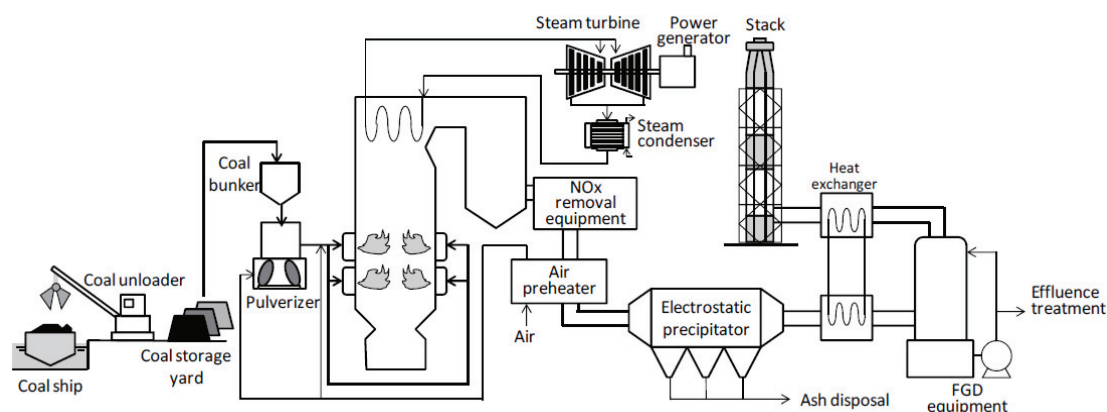 Steam turbine
Power
generator
Stack
Steam
condenser
Coal
bunker
NOx
removal equipment
Heat
exchanger
Coal unloader
Pulverizer
Air
preheater
Electrostatic
precipitator
Effluence
treatment
Air
Coal storage
yard
Coal ship
Ash disposal
FGD
equipment